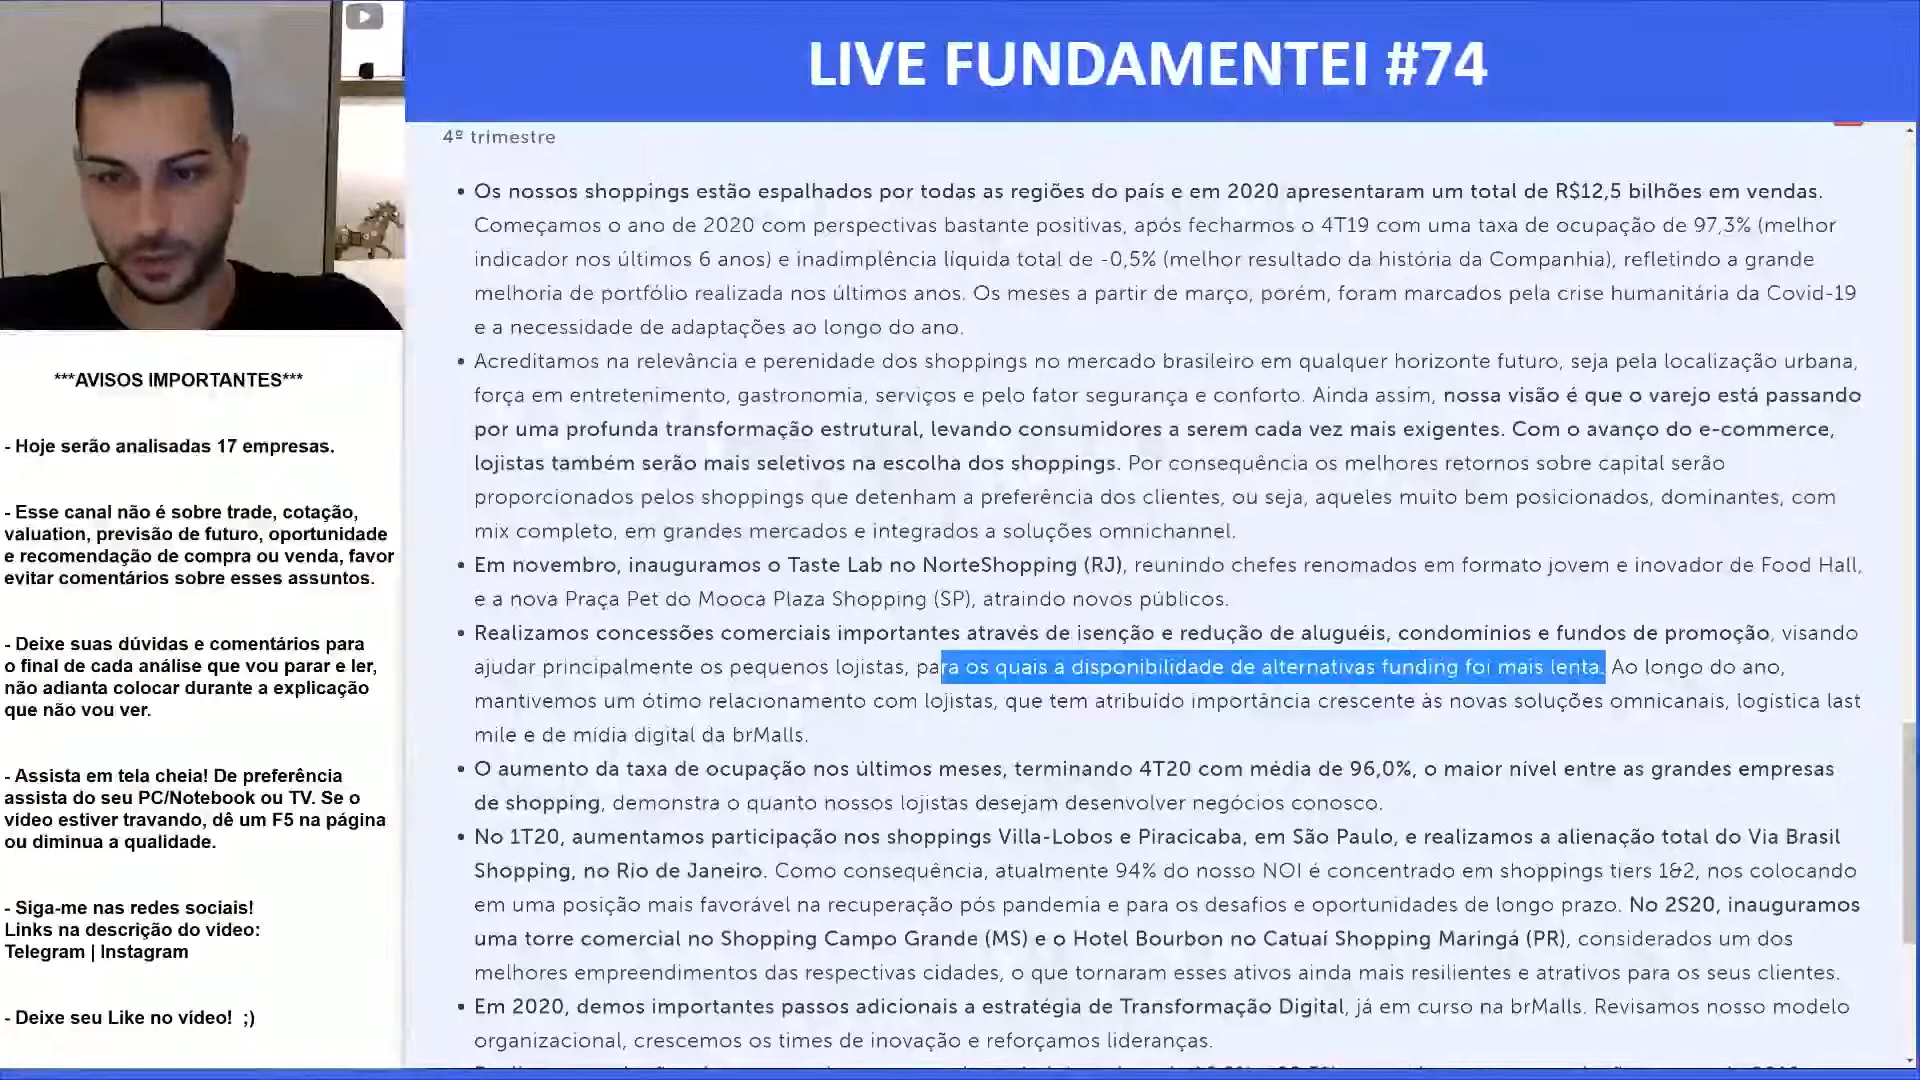 LIVE FUNDAMENTEI #74
4º trimestre
• Os nossos shoppings estão espalhados por todas as regiões do país e em 2020 apresentaram um total de R$12,5 bilhões em vendas.
Começamos o ano de 2020 com perspectivas bastante positivas, após fecharmos o 4T19 com uma taxa de ocupação de 97,3% (melhor
indicador nos últimos 6 anos) e inadimplência líquida total de -0,5% (melhor resultado da história da Companhia), refletindo a grande
melhoria de portfólio realizada nos últimos anos. Os meses a partir de março, porém, foram marcados pela crise humanitária da Covid-19
e a necessidade de adaptações ao longo do ano.
• Acreditamos na relevância e perenidade dos shoppings no mercado brasileiro em qualquer horizonte futuro, seja pela localização urbana,
força em entretenimento, gastronomia, serviços e pelo fator segurança e conforto. Ainda assim, nossa visão é que o varejo está passando
por uma profunda transformação estrutural, levando consumidores a serem cada vez mais exigentes. Com o avanço do e-commerce,
lojistas também serão mais seletivos na escolha dos shoppings. Por consequência os melhores retornos sobre capital serão
proporcionados pelos shoppings que detenham a preferência dos clientes, ou seja, aqueles muito bem posicionados, dominantes, com
mix completo, em grandes mercados e integrados a soluções omnichannel.
• Em novembro, inauguramos o Taste Lab no NorteShopping (RJ), reunindo chefes renomados em formato jovem e inovador de Food Hall,
e a nova Praça Pet do Mooca Plaza Shopping (SP), atraindo novos públicos.
• Realizamos concessões comerciais importantes através de isenção e redução de aluguéis, condomínios e fundos de promoção, visando
ajudar principalmente os pequenos lojistas, para os quais a disponibilidade de alternativas funding foi mais lenta. Ao longo do ano,
mantivemos um ótimo relacionamento com lojistas, que tem atribuído importância crescente às novas soluções omnicanais, logística last
mile e de mídia digital da brMalls.
• O aumento da taxa de ocupação nos últimos meses, terminando 4T20 com média de 96,0%, o maior nível entre as grandes empresas
de shopping, demonstra o quanto nossos lojistas desejam desenvolver negócios conosco.
• No 1T20, aumentamos participação nos shoppings Villa-Lobos e Piracicaba, em São Paulo, e realizamos a alienação total do Via Brasil
Shopping, no Rio de Janeiro. Como consequência, atualmente 94% do nosso NOI é concentrado em shoppings tiers 1&2, nos colocando
em uma posição mais favorável na recuperação pós pandemia e para os desafios e oportunidades de longo prazo. No 2S20, inauguramos
uma torre comercial no Shopping Campo Grande (MS) e o Hotel Bourbon no Catuaí Shopping Maringá (PR), considerados um dos
melhores empreendimentos das respectivas cidades, o que tornaram esses ativos ainda mais resilientes e atrativos para os seus clientes.
• Em 2020, demos importantes passos adicionais a estratégia de Transformação Digital, já em curso na brMalls. Revisamos nosso modelo
organizacional, crescemos os times de inovação e reforçamos lideranças.
***AVISOS IMPORTANTES***
- Hoje serão analisadas 17 empresas.
- Esse canal não é sobre trade, cotação,
valuation, previsão de futuro, oportunidade
e recomendação de compra ou venda, favor
evitar comentários sobre esses assuntos.
- Deixe suas dúvidas e comentários para
o final de cada análise que vou parar e ler,
não adianta colocar durante a explicação
que não vou ver.
- Assista em tela cheia! De preferência
assista do seu PC/Notebook ou TV. Se o
vídeo estiver travando, dê um F5 na página
ou diminua a qualidade.
- Siga-me nas redes sociais!
Links na descrição do vídeo:
Telegram | Instagram
- Deixe seu Like no vídeo! ;)